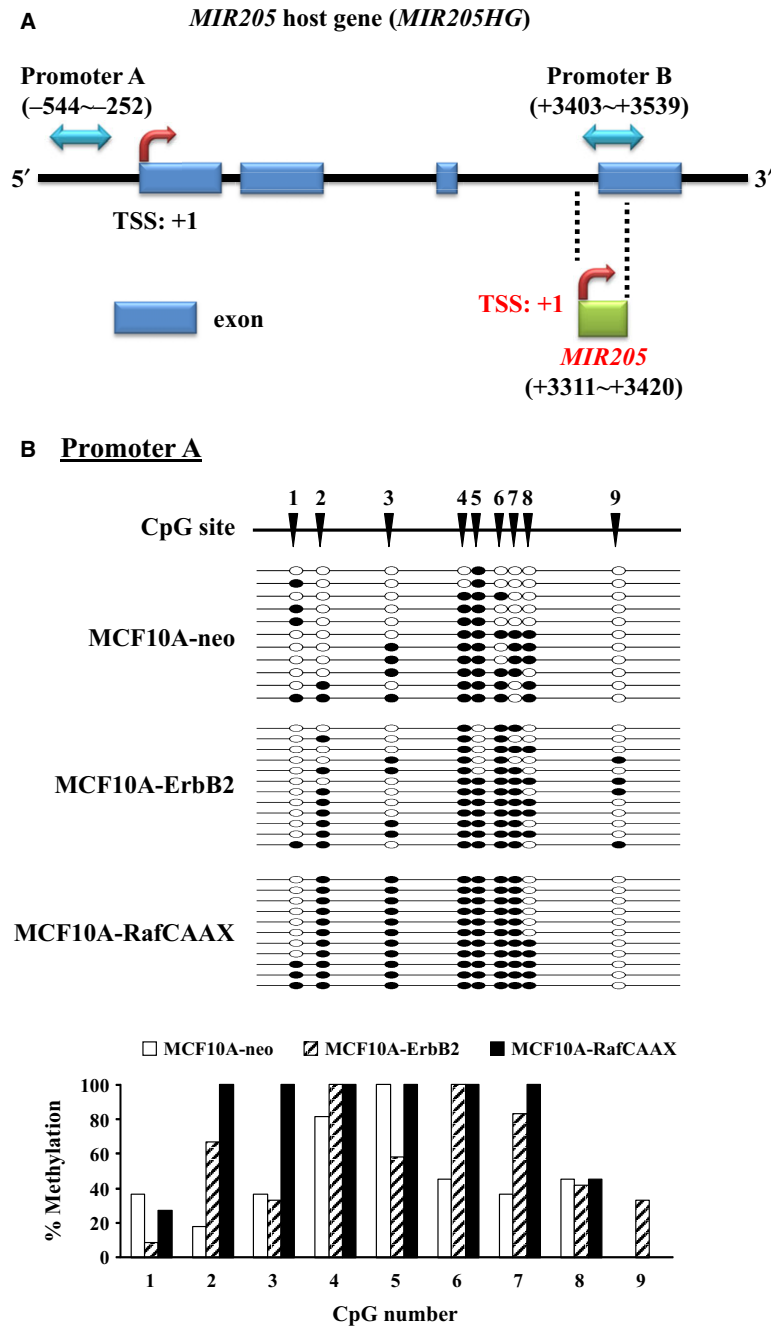 A
MIR205 host gene (MIR205HG)
Promoter A
(–544~–252)
Promoter B
(+3403~+3539)
5′
3′
TSS: +1
exon
TSS: +1
MIR205
(+3311~+3420)
B Promoter A
1 2 3 4 5 6 7 8 9
CpG site
MCF10A-neo
MCF10A-ErbB2
MCF10A-RafCAAX
MCF10A-neo MCF10A-ErbB2 MCF10A-RafCAAX
% Methylation
100
80
60
40
20
0
1 2 3 4 5 6 7 8 9
CpG number